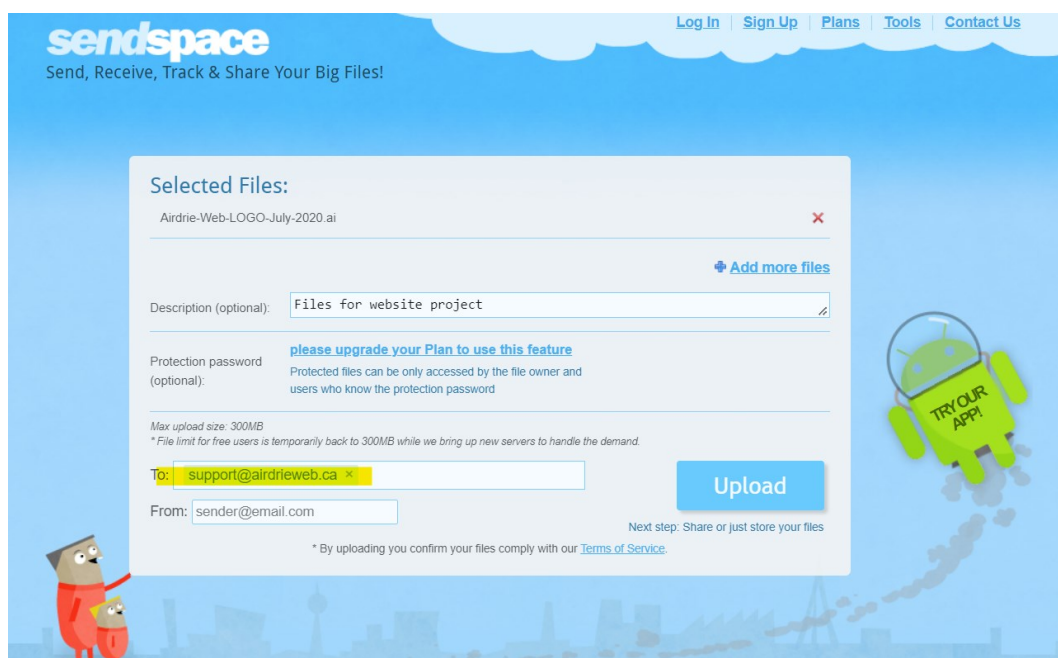 sendspace
Log In | Sign Up | Plans | Tools | Contact Us
Send, Receive, Track & Share Your Big Files!
Selected Files:
Airdrie-Web-LOGO-July-2020.ai
Add more files
Description (optional): Files for website project
Protection password (optional):
please upgrade your Plan to use this feature
Protected files can be only accessed by the file owner and
users who know the protection password
Max upload size: 300MB
* File limit for free users is temporarily back to 300MB while we bring up new servers to handle the demand.
To: support@airdrieweb.ca ×
From: sender@email.com
Upload
Next step: Share or just store your files
* By uploading you confirm your files comply with our Terms of Service.
TRY OUR
APP!